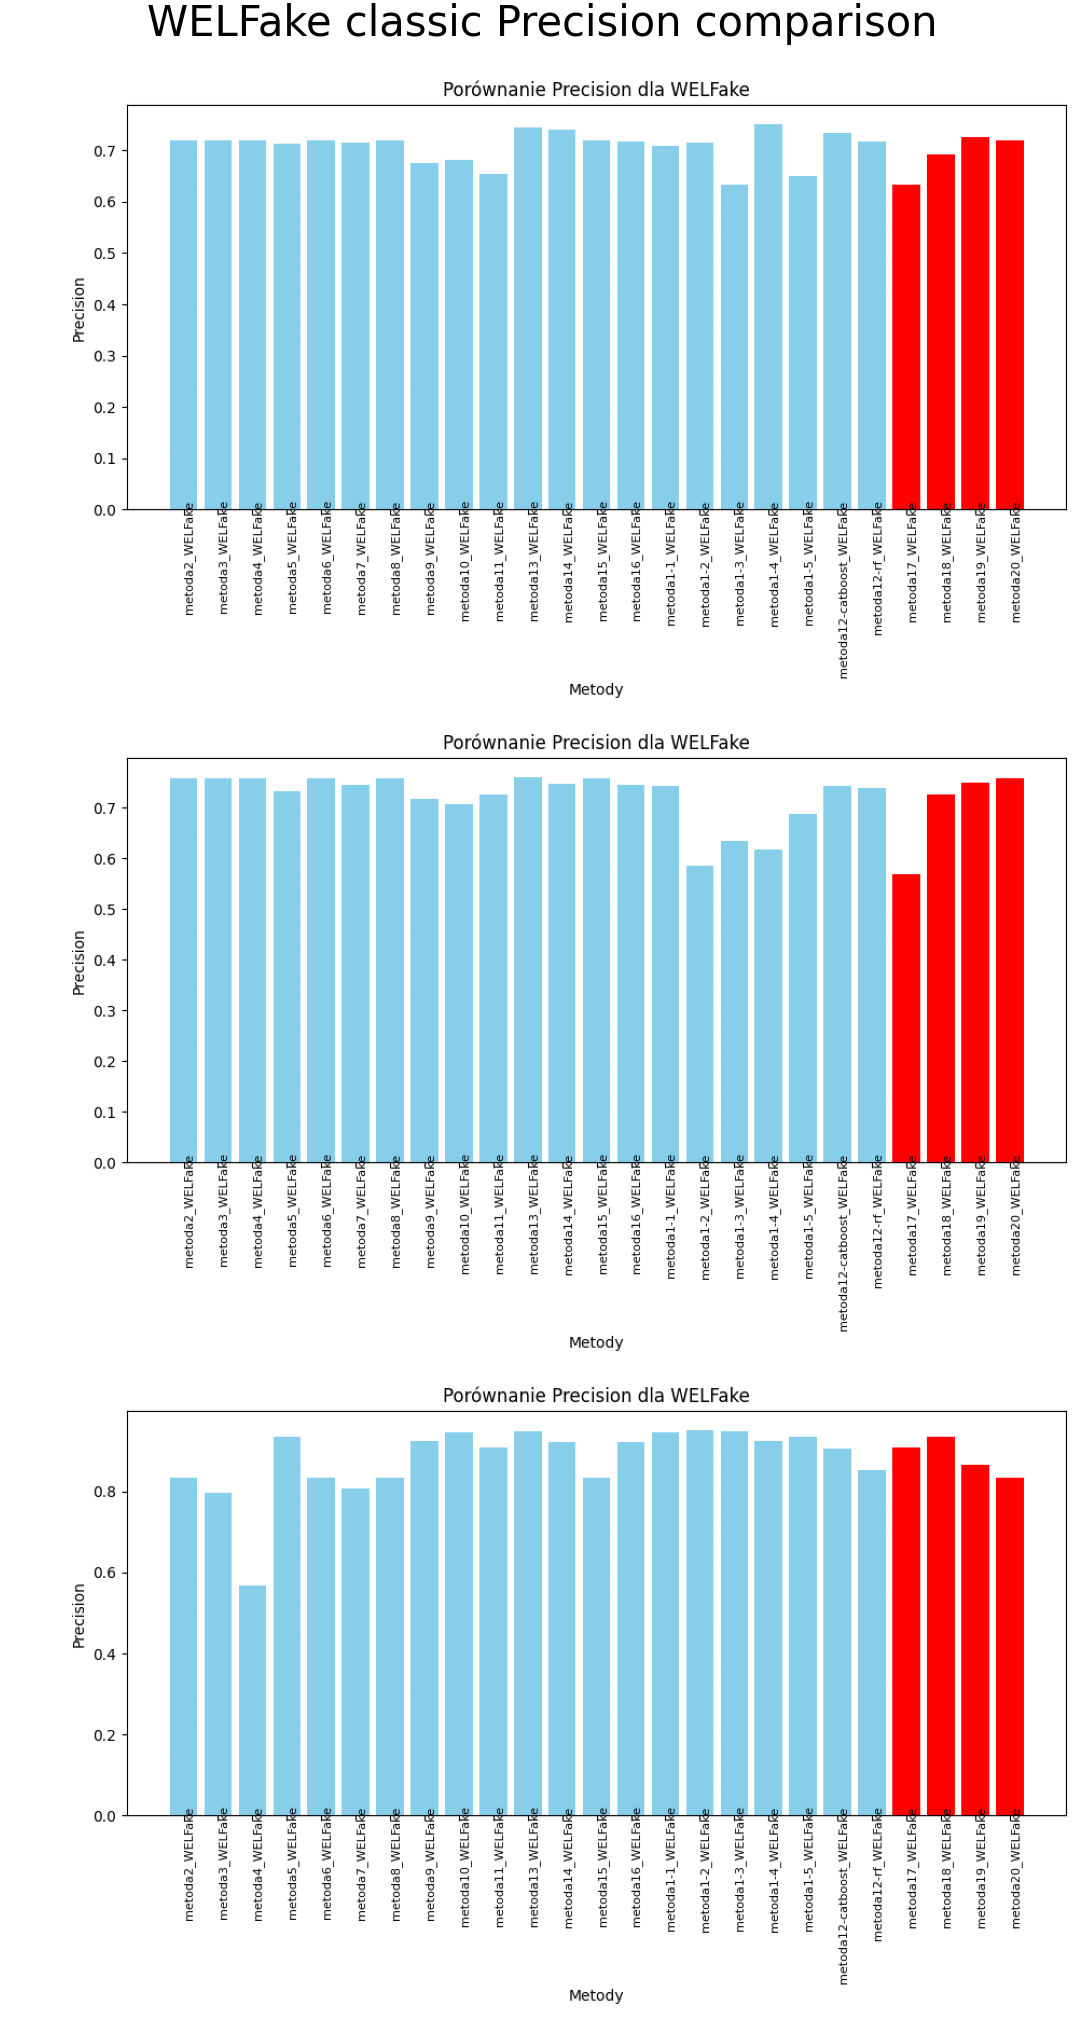 WELFake classic Precision comparison
Porównanie Precision dla WELFake
Precision
0.7
0.6
0.5
0.4
0.3
0.2
0.1
0.0
metoda2_WELFake
metoda3_WELFake
metoda4_WELFake
metoda5_WELFake
metoda6_WELFake
metoda7_WELFake
metoda8_WELFake
metoda9_WELFake
metoda10_WELFake
metoda11_WELFake
metoda13_WELFake
metoda14_WELFake
metoda15_WELFake
metoda16_WELFake
metoda1-1_WELFake
metoda1-2_WELFake
metoda1-3_WELFake
metoda1-4_WELFake
metoda1-5_WELFake
metoda12-catboost_WELFake
metoda12-rf_WELFake
metoda17_WELFake
metoda18_WELFake
metoda19_WELFake
metoda20_WELFake
Metody
Porównanie Precision dla WELFake
Precision
0.7
0.6
0.5
0.4
0.3
0.2
0.1
0.0
metoda2_WELFake
metoda3_WELFake
metoda4_WELFake
metoda5_WELFake
metoda6_WELFake
metoda7_WELFake
metoda8_WELFake
metoda9_WELFake
metoda10_WELFake
metoda11_WELFake
metoda13_WELFake
metoda14_WELFake
metoda15_WELFake
metoda16_WELFake
metoda1-1_WELFake
metoda1-2_WELFake
metoda1-3_WELFake
metoda1-4_WELFake
metoda1-5_WELFake
metoda12-catboost_WELFake
metoda12-rf_WELFake
metoda17_WELFake
metoda18_WELFake
metoda19_WELFake
metoda20_WELFake
Metody
Porównanie Precision dla WELFake
Precision
0.8
0.6
0.4
0.2
0.0
metoda2_WELFake
metoda3_WELFake
metoda4_WELFake
metoda5_WELFake
metoda6_WELFake
metoda7_WELFake
metoda8_WELFake
metoda9_WELFake
metoda10_WELFake
metoda11_WELFake
metoda13_WELFake
metoda14_WELFake
metoda15_WELFake
metoda16_WELFake
metoda1-1_WELFake
metoda1-2_WELFake
metoda1-3_WELFake
metoda1-4_WELFake
metoda1-5_WELFake
metoda12-catboost_WELFake
metoda12-rf_WELFake
metoda17_WELFake
metoda18_WELFake
metoda19_WELFake
metoda20_WELFake
Metody